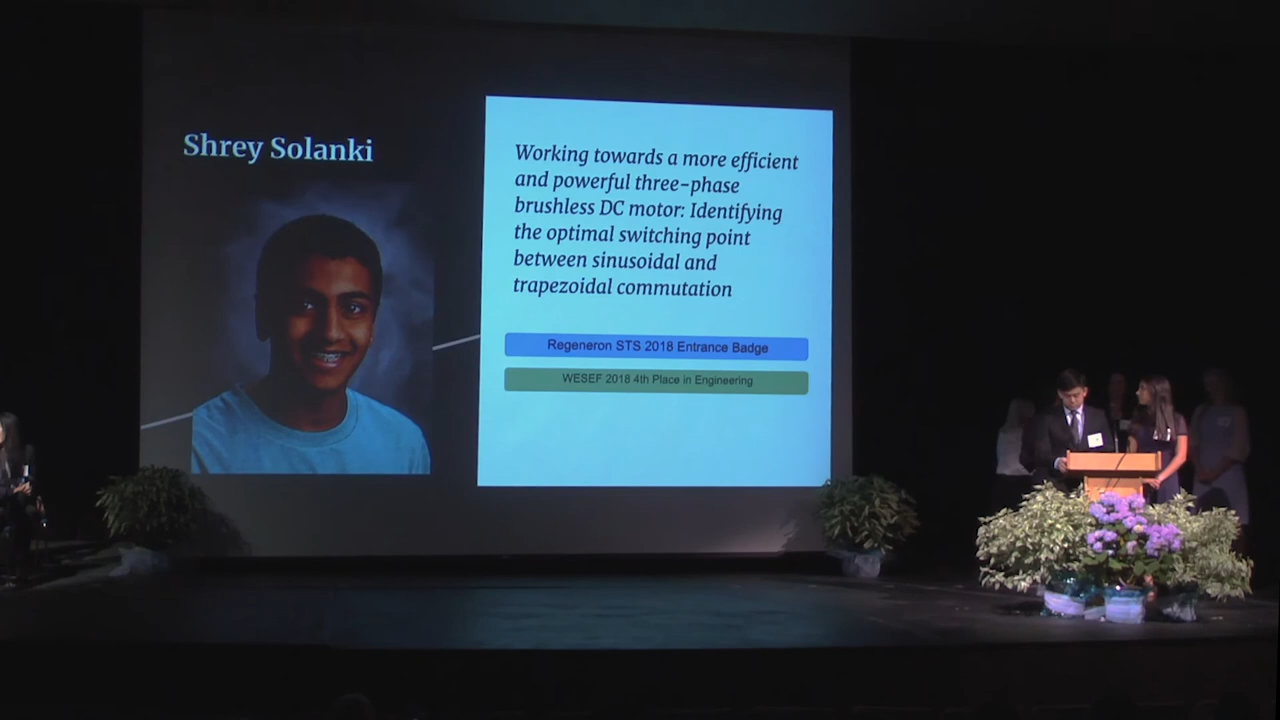 Shrey Solanki
Working towards a more efficient
and powerful three-phase
brushless DC motor: Identifying
the optimal switching point
between sinusoidal and
trapezoidal commutation
Regeneron STS 2018 Entrance Badge
WESEF 2018 4th Place in Engineering